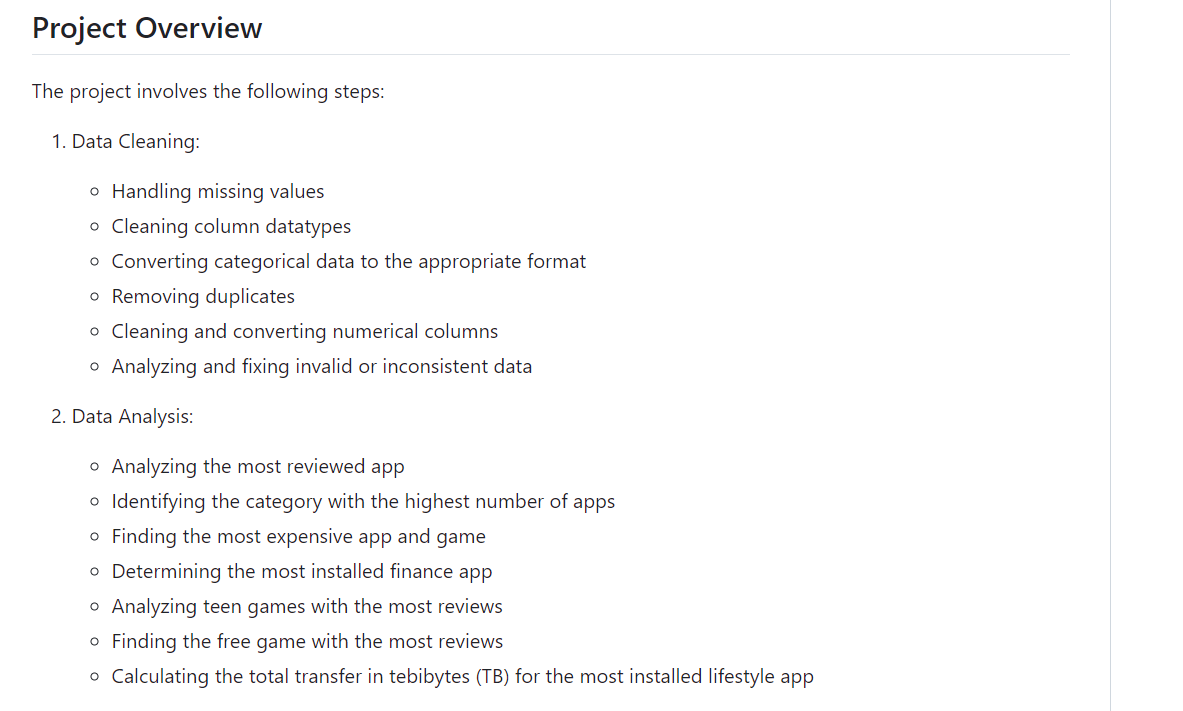 Project Overview
The project involves the following steps:
1. Data Cleaning:
Handling missing values
Cleaning column datatypes
Converting categorical data to the appropriate format
Removing duplicates
Cleaning and converting numerical columns
Analyzing and fixing invalid or inconsistent data
2. Data Analysis:
Analyzing the most reviewed app
Identifying the category with the highest number of apps
Finding the most expensive app and game
Determining the most installed finance app
Analyzing teen games with the most reviews
Finding the free game with the most reviews
Calculating the total transfer in tebibytes (TB) for the most installed lifestyle app